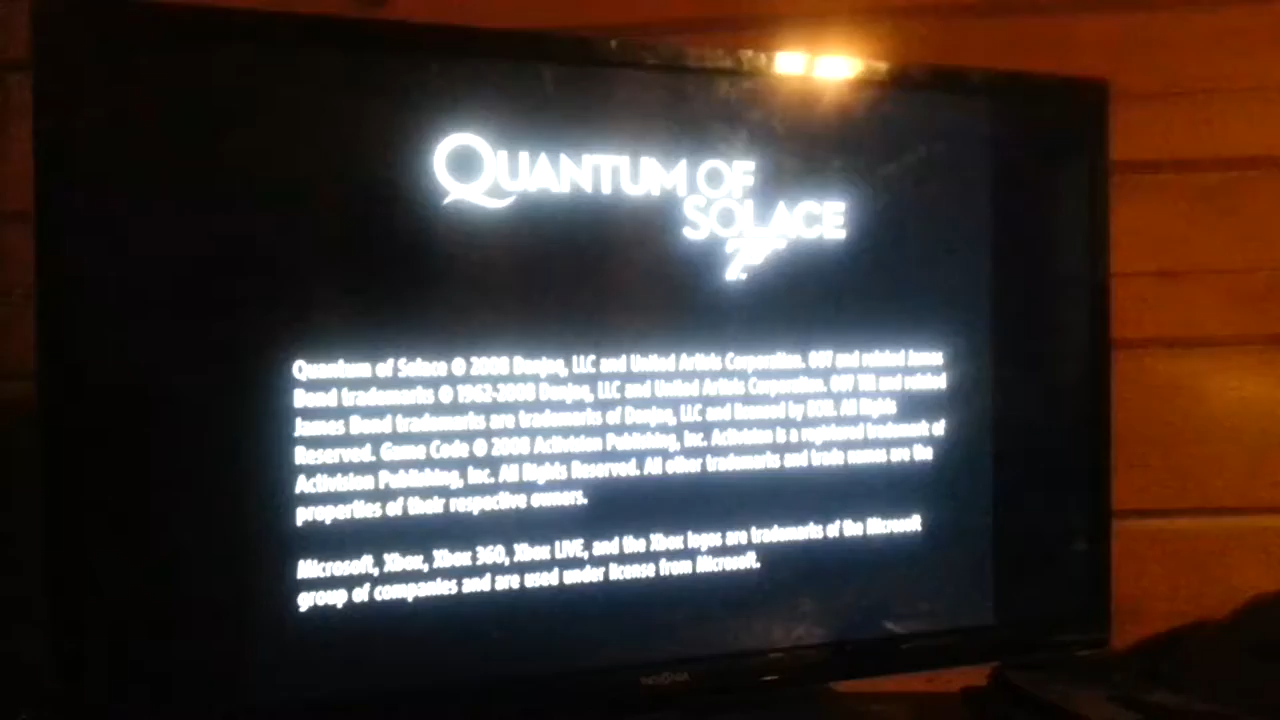 QUANTUM OF
SOLACE
Quantum of Solace © 2008 Danjaq, LLC and United Artists Corporation. 007 and related James
Bond trademarks © 1962-2008 Danjaq, LLC and United Artists Corporation. 007 and related
James Bond trademarks are trademarks of Danjaq, LLC and licensed by EON. All Rights
Reserved. Game Code © 2008 Activision Publishing, Inc. Activision is a registered trademark of
Activision Publishing, Inc. All Rights Reserved. All other trademarks and trade names are the
properties of their respective owners.
Microsoft, Xbox, Xbox 360, Xbox LIVE, and the Xbox logos are trademarks of the Microsoft
group of companies and are used under license from Microsoft.
INSIGNIA